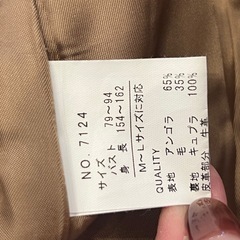 NO. 7124
サイズ
バスト 79～94
身長 154～162
M～Lサイズに対応
QUALITY
表地 アンゴラ 65%
毛 35%
裏地 キュプラ 100%
皮革部分 牛革